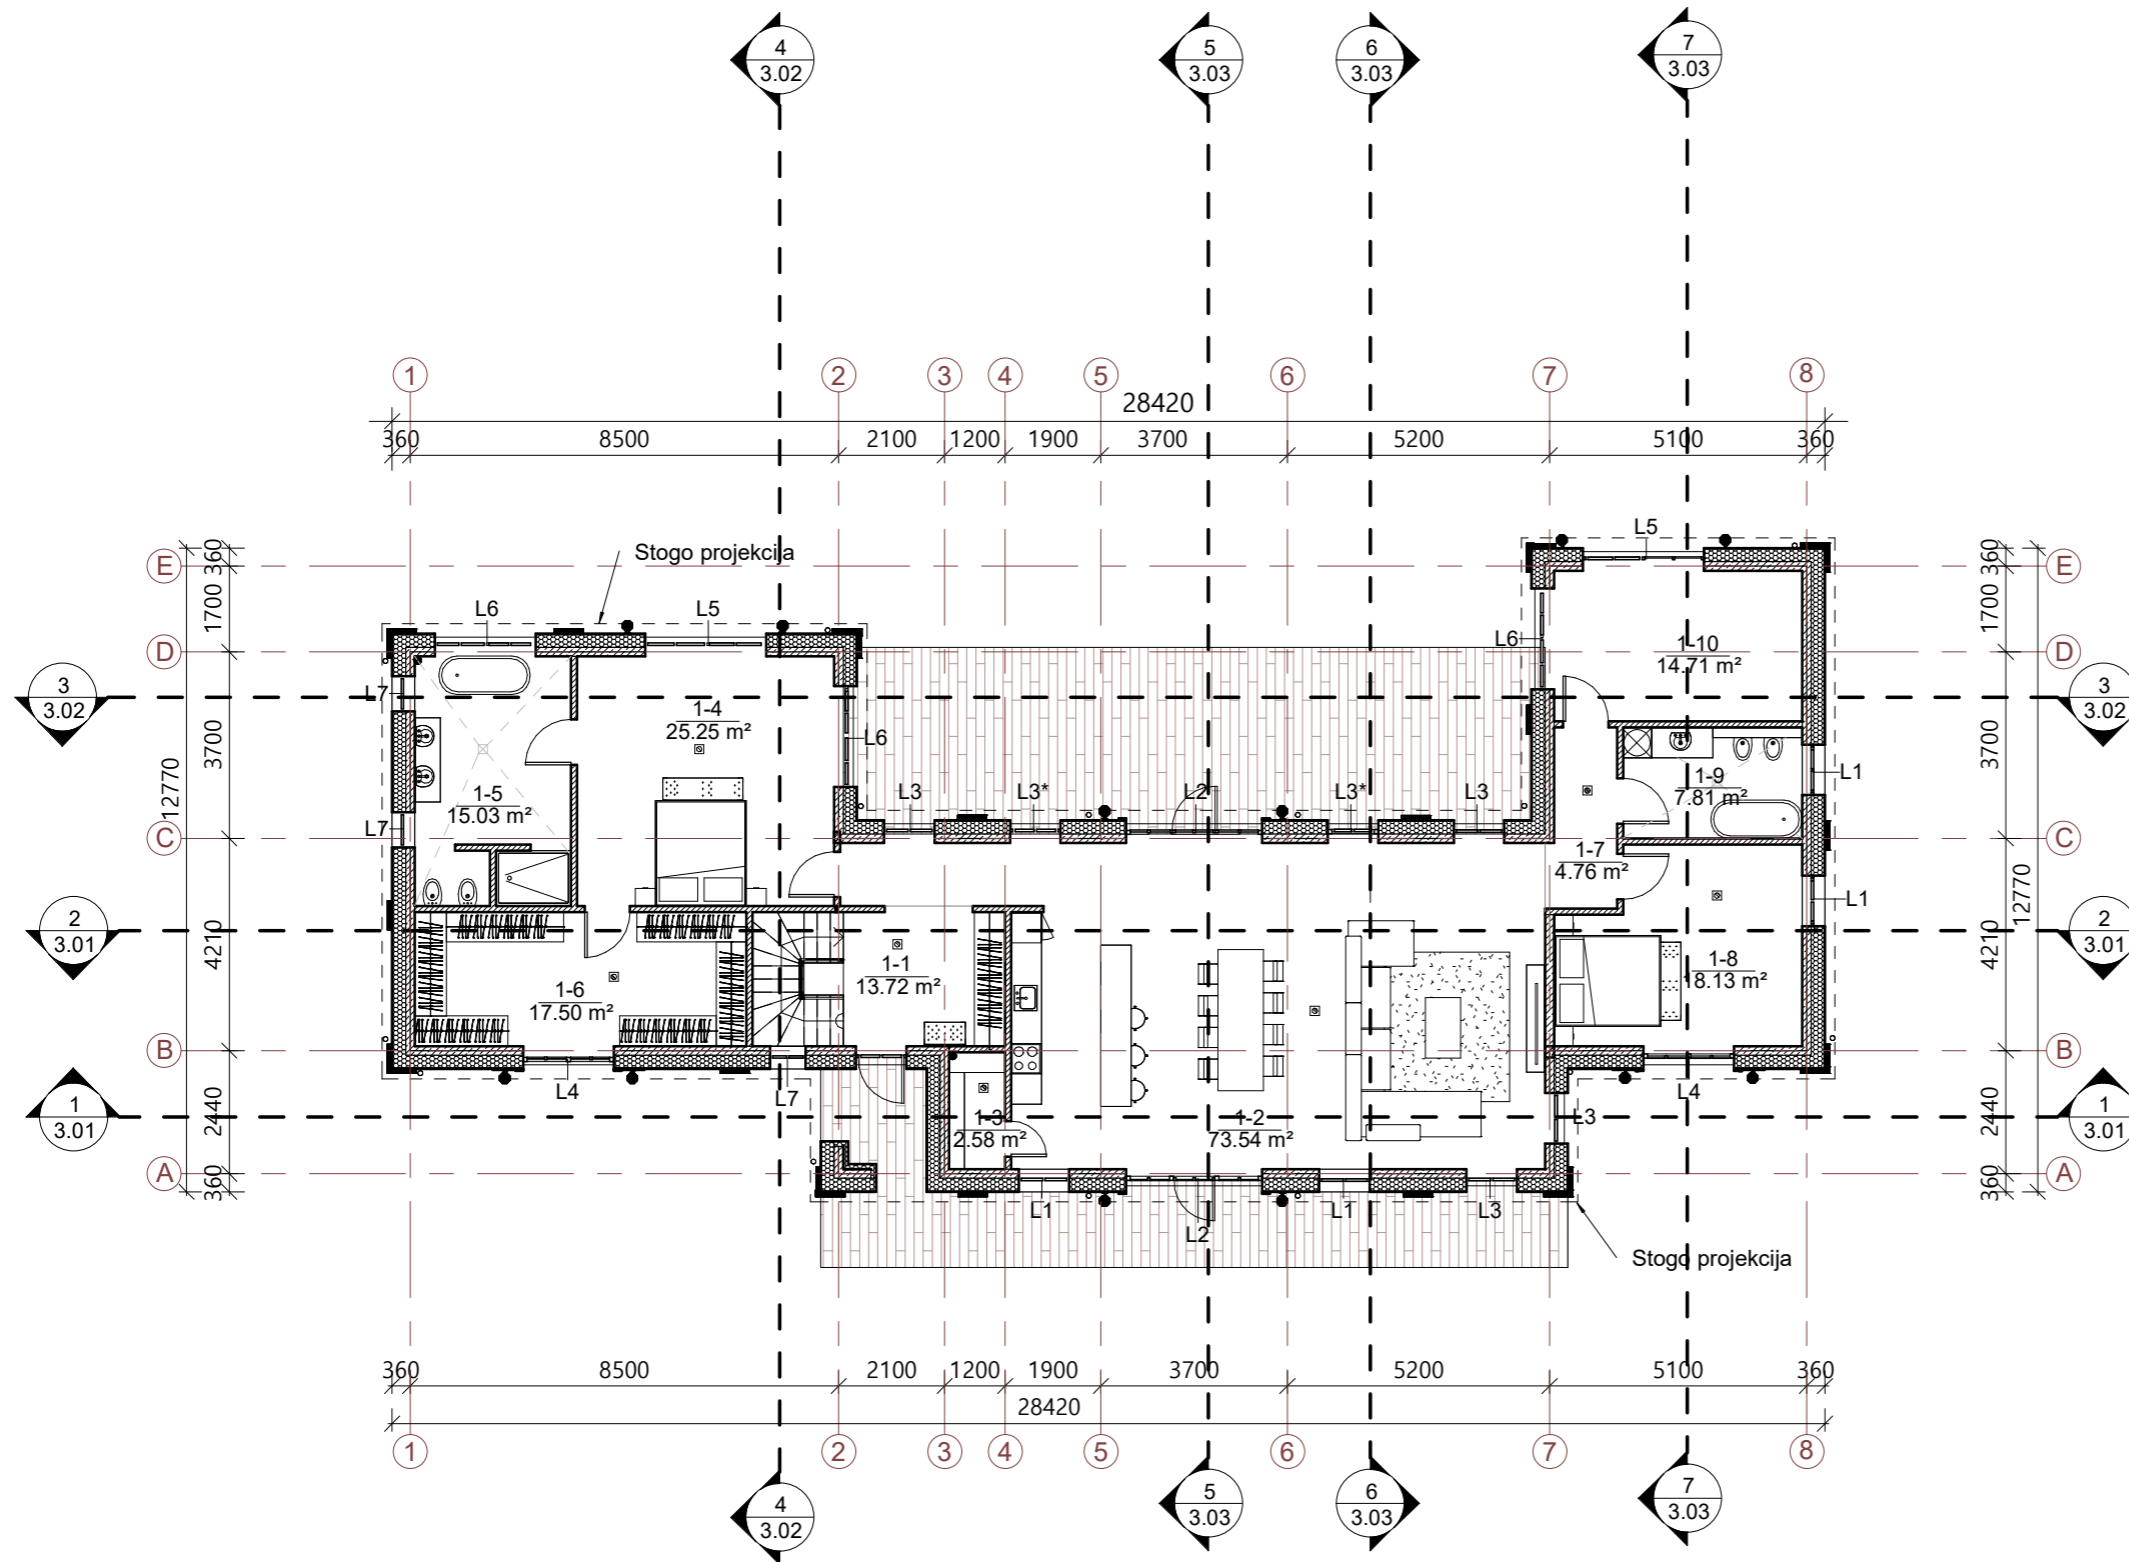 4
3.02
5
3.03
6
3.03
7
3.03
1 2 3 4 5 6 7 8
28420
360 8500 2100 1200 1900 3700 5200 5100 360
E
D
C
B
A
360
1700
3700
4210
2440
360
12770
3
3.02
2
3.01
1
3.01
Stogo projekcija
L6
L5
L7
L7
L6
1-4
25.25 m²
1-5
15.03 m²
1-6
17.50 m²
L4
L7
1-1
13.72 m²
L3
L3*
L2
L3*
L3
1-3
2.58 m²
1-2
73.54 m²
L1
L2
L1
L3
L3
L5
L6
1-10
14.71 m²
1-9
7.81 m²
L1
1-7
4.76 m²
L1
1-8
18.13 m²
L4
Stogo projekcija
E
D
C
B
A
360
1700
3700
4210
2440
360
12770
3
3.02
2
3.01
1
3.01
360 8500 2100 1200 1900 3700 5200 5100 360
28420
1 2 3 4 5 6 7 8
4
3.02
5
3.03
6
3.03
7
3.03